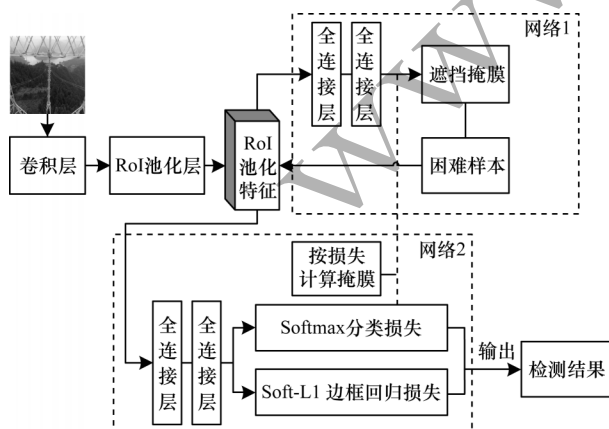 网络1
全连接层
全连接层
遮挡掩膜
卷积层
RoI池化层
RoI
池化
特征
困难样本
网络2
按损失
计算掩膜
全连接层
全连接层
Softmax分类损失
Soft-L1 边框回归损失
输出
检测结果
WWW